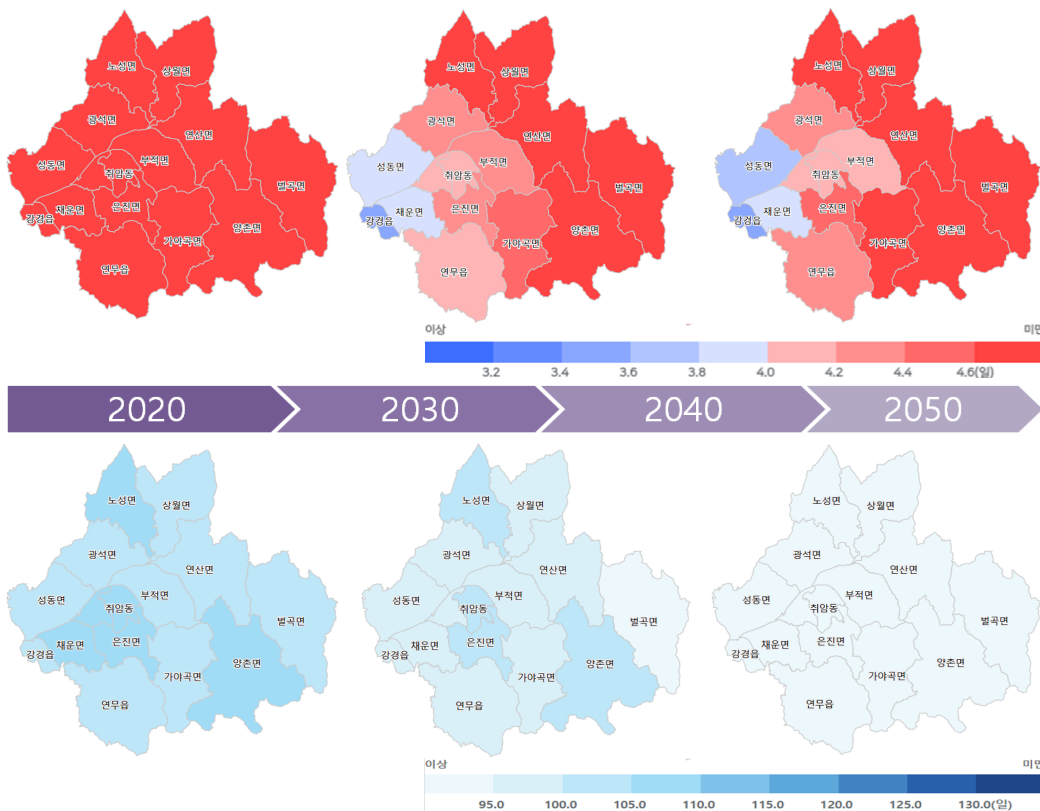 노성면
상월면
광석면
연산면
성동면
부적면
취암동
벌곡면
채운면
은진면
강경읍
양촌면
가야곡면
연무읍
노성면
상월면
광석면
연산면
성동면
부적면
취암동
벌곡면
채운면
은진면
강경읍
양촌면
가야곡면
연무읍
노성면
상월면
광석면
연산면
성동면
부적면
취암동
벌곡면
채운면
은진면
강경읍
양촌면
가야곡면
연무읍
이상 미만
3.2 3.4 3.6 3.8 4.0 4.2 4.4 4.6(일)
2020 2030 2040 2050
노성면
상월면
광석면
연산면
성동면
부적면
취암동
벌곡면
채운면
은진면
강경읍
양촌면
가야곡면
연무읍
노성면
상월면
광석면
연산면
성동면
부적면
취암동
벌곡면
은진면
강경읍
채운면
양촌면
가야곡면
연무읍
노성면
상월면
광석면
연산면
성동면
부적면
취암동
벌곡면
채운면
은진면
강경읍
양촌면
가야곡면
연무읍
이상 미만
95.0 100.0 105.0 110.0 115.0 120.0 125.0 130.0(일)